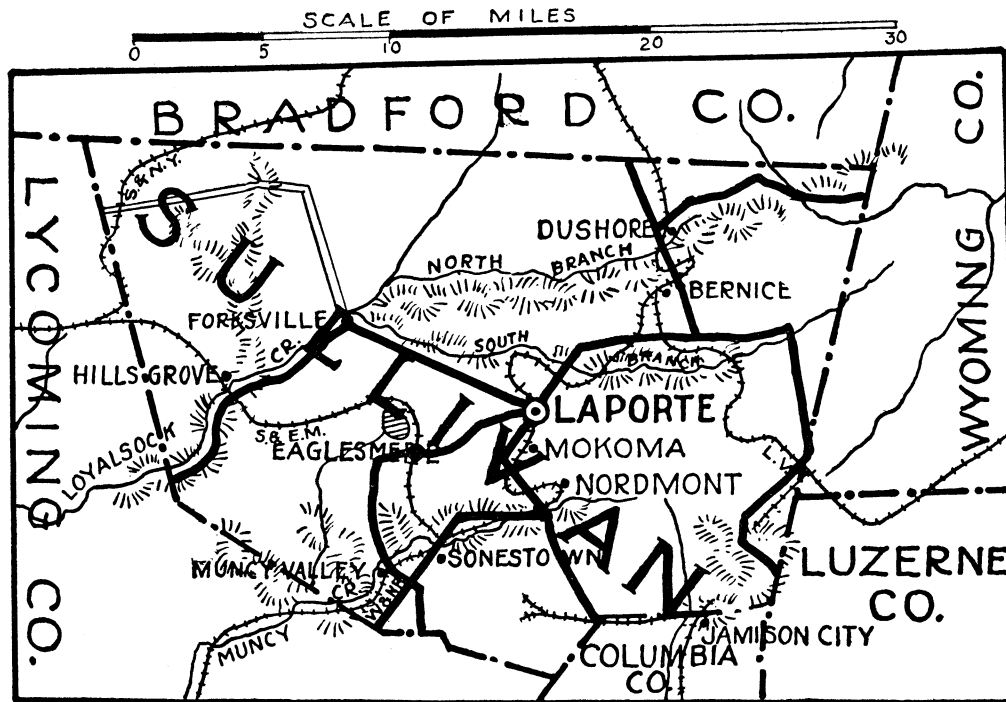 SCALE OF MILES
0 5 10 20 30
BRADFORD CO.
CO.
S.& N.Y.
LYCOMING CO.
SULLIVAN
DUSHORE
WYOMING
NORTH BRANCH
BERNICE
FORKSVILLE
CR.
SOUTH BRANCH
HILLS GROVE
LAPORTE
S.& E.M.
EAGLESMERE
MOKOMA
L.V.
LOYALSOCK
NORDMONT
SONESTOWN
MUNCY VALLEY
CR.
W&NB
LUZERNE CO.
MUNCY
JAMISON CITY
COLUMBIA CO.